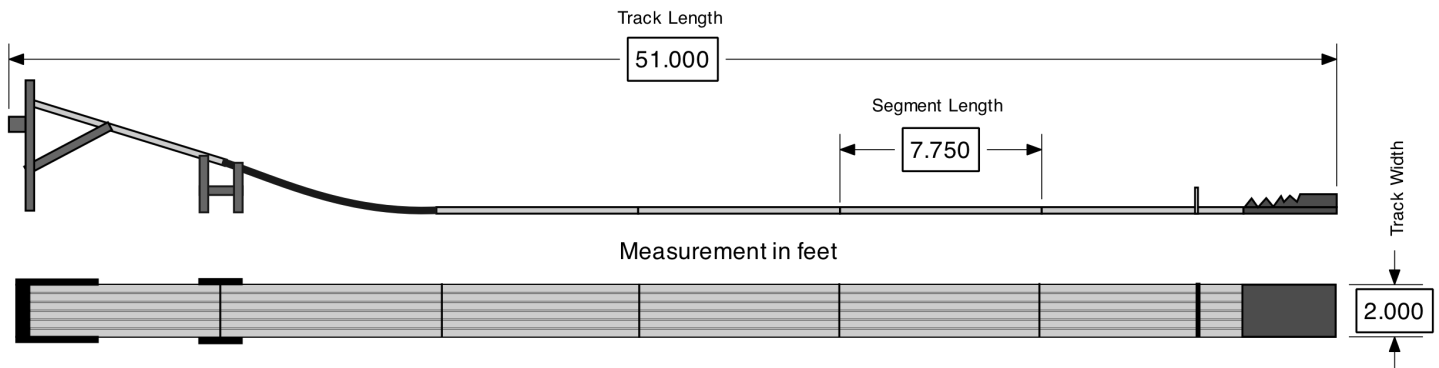 Track Length
51.000
Segment Length
7.750
Track Width
Measurement in feet
2.000